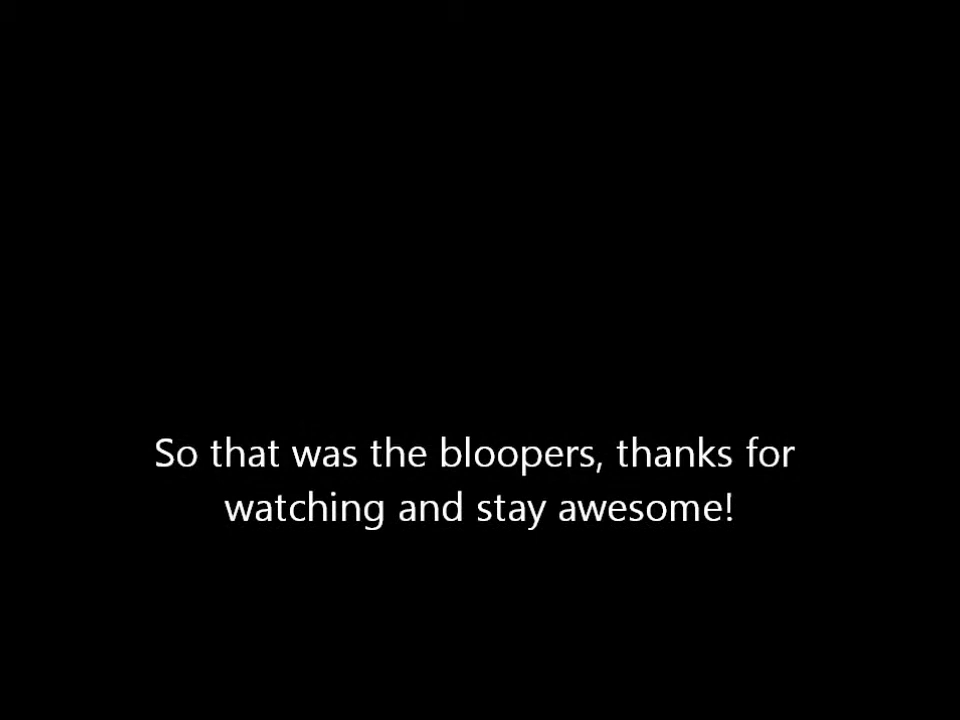 So that was the bloopers, thanks for
watching and stay awesome!